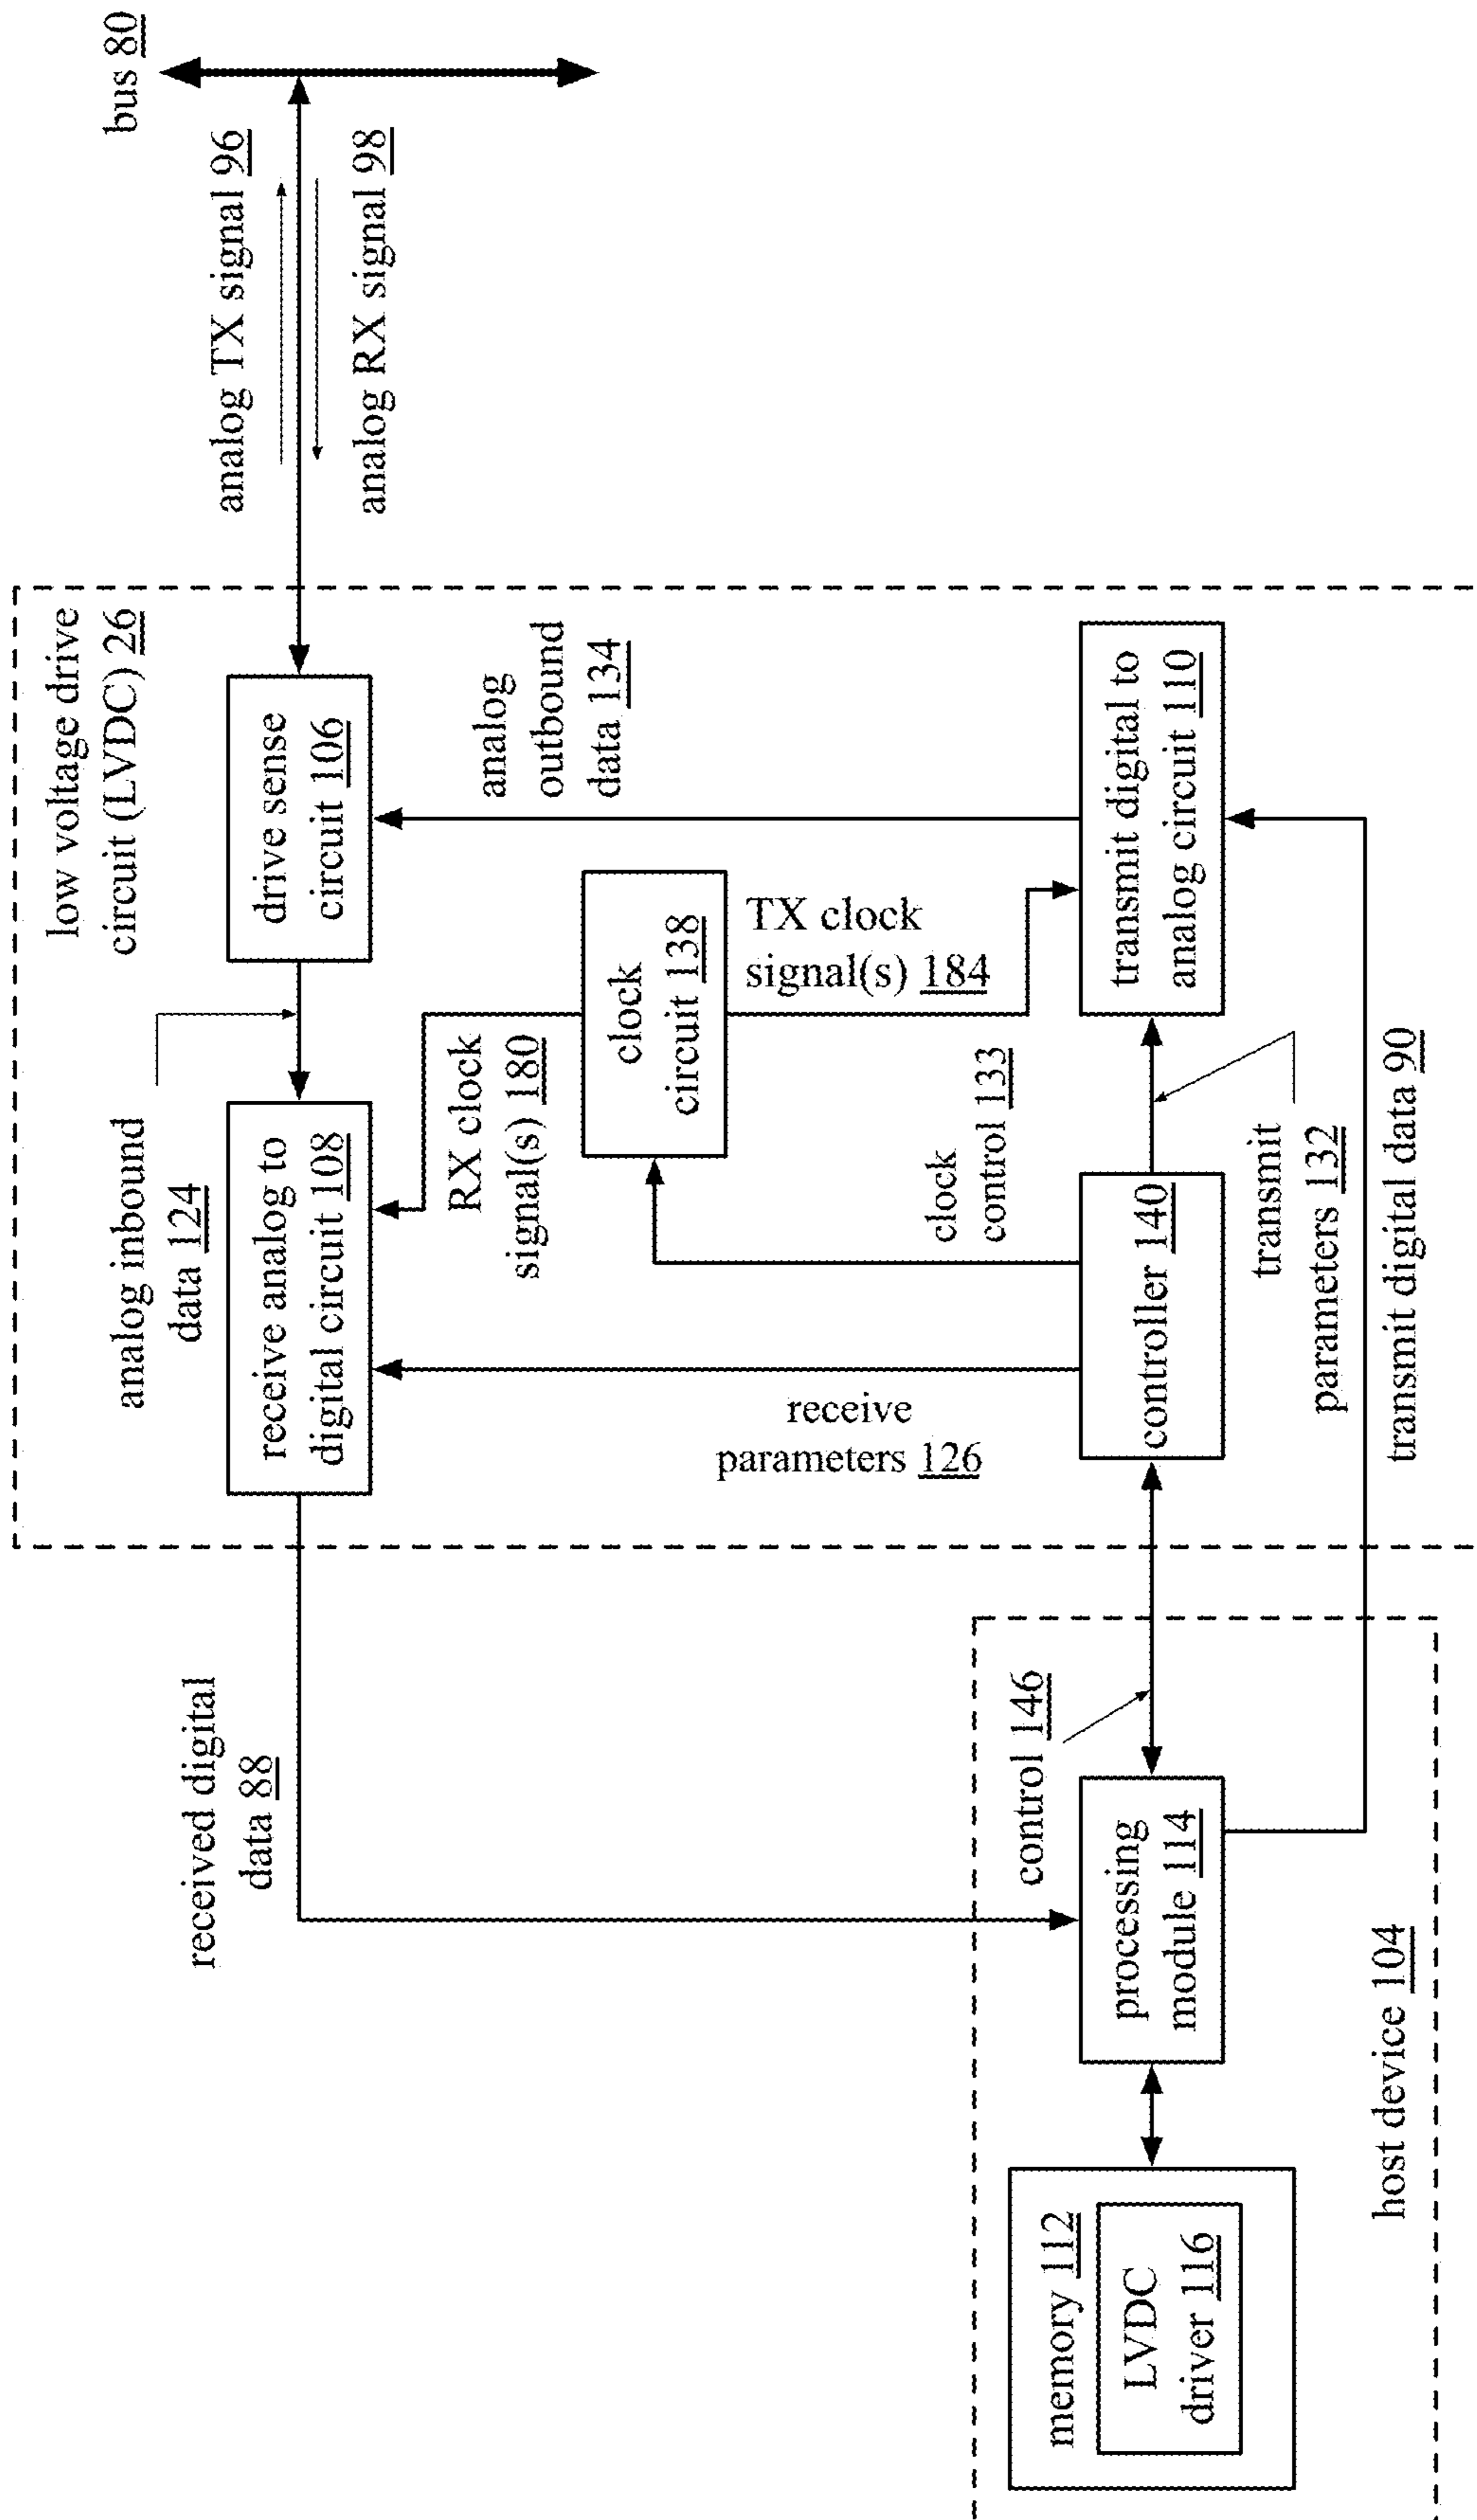 low voltage drive
circuit (LVDC) 26
bus 80
analog TX signal 96
analog RX signal 98
drive sense
circuit 106
analog inbound
data 124
receive analog to
digital circuit 108
received digital
data 88
analog
outbound
data 134
clock
circuit 138
RX clock
signal(s) 180
TX clock
signal(s) 184
clock
control 133
receive
parameters 126
transmit digital to
analog circuit 110
controller 140
transmit
parameters 132
transmit digital data 90
control 146
processing
module 114
memory 112
LVDC
driver 116
host device 104